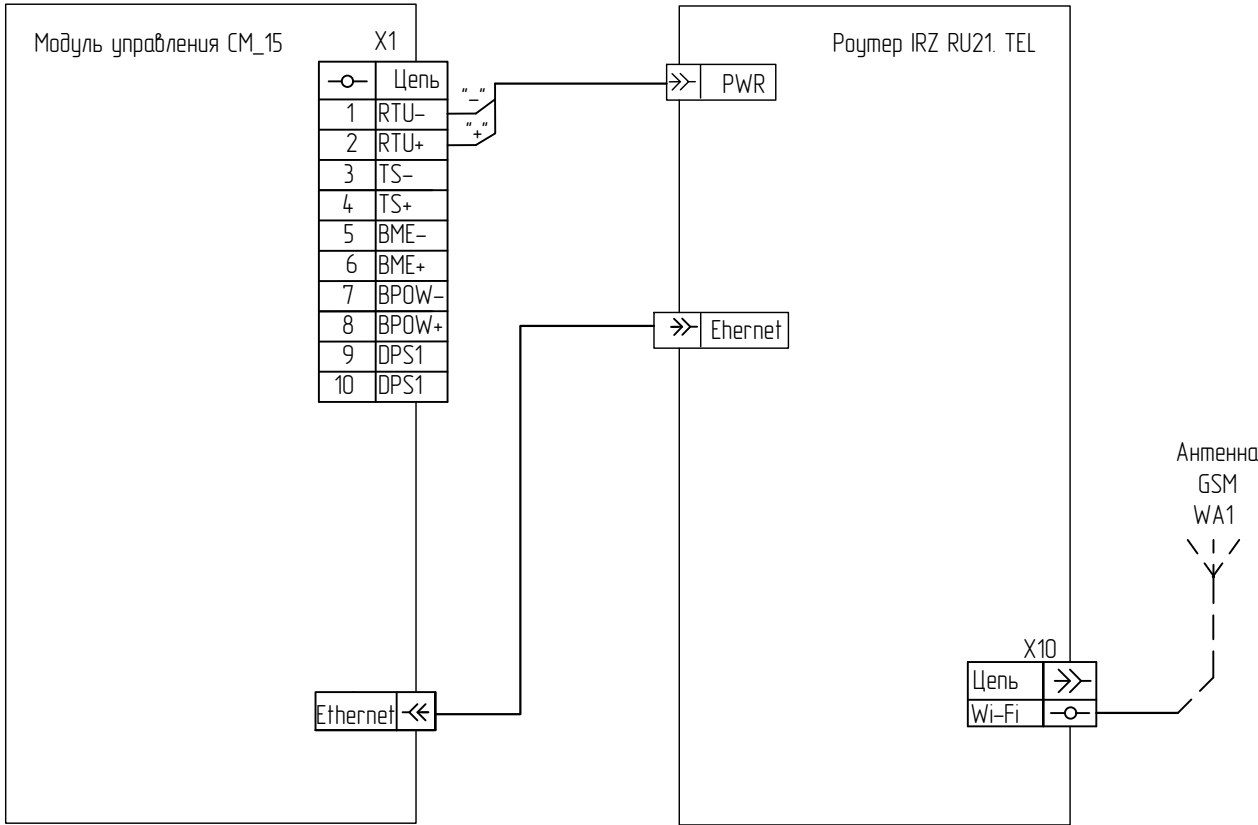 Модуль управления СМ_15
X1
Цепь
1 RTU-
2 RTU+
3 TS-
4 TS+
5 BME-
6 BME+
7 BPOW-
8 BPOW+
9 DPS1
10 DPS1
"-"
"+"
Ethernet
Роутер IRZ RU21. TEL
PWR
Ehernet
X10
Цепь
Wi-Fi
Антенна
GSM
WA1